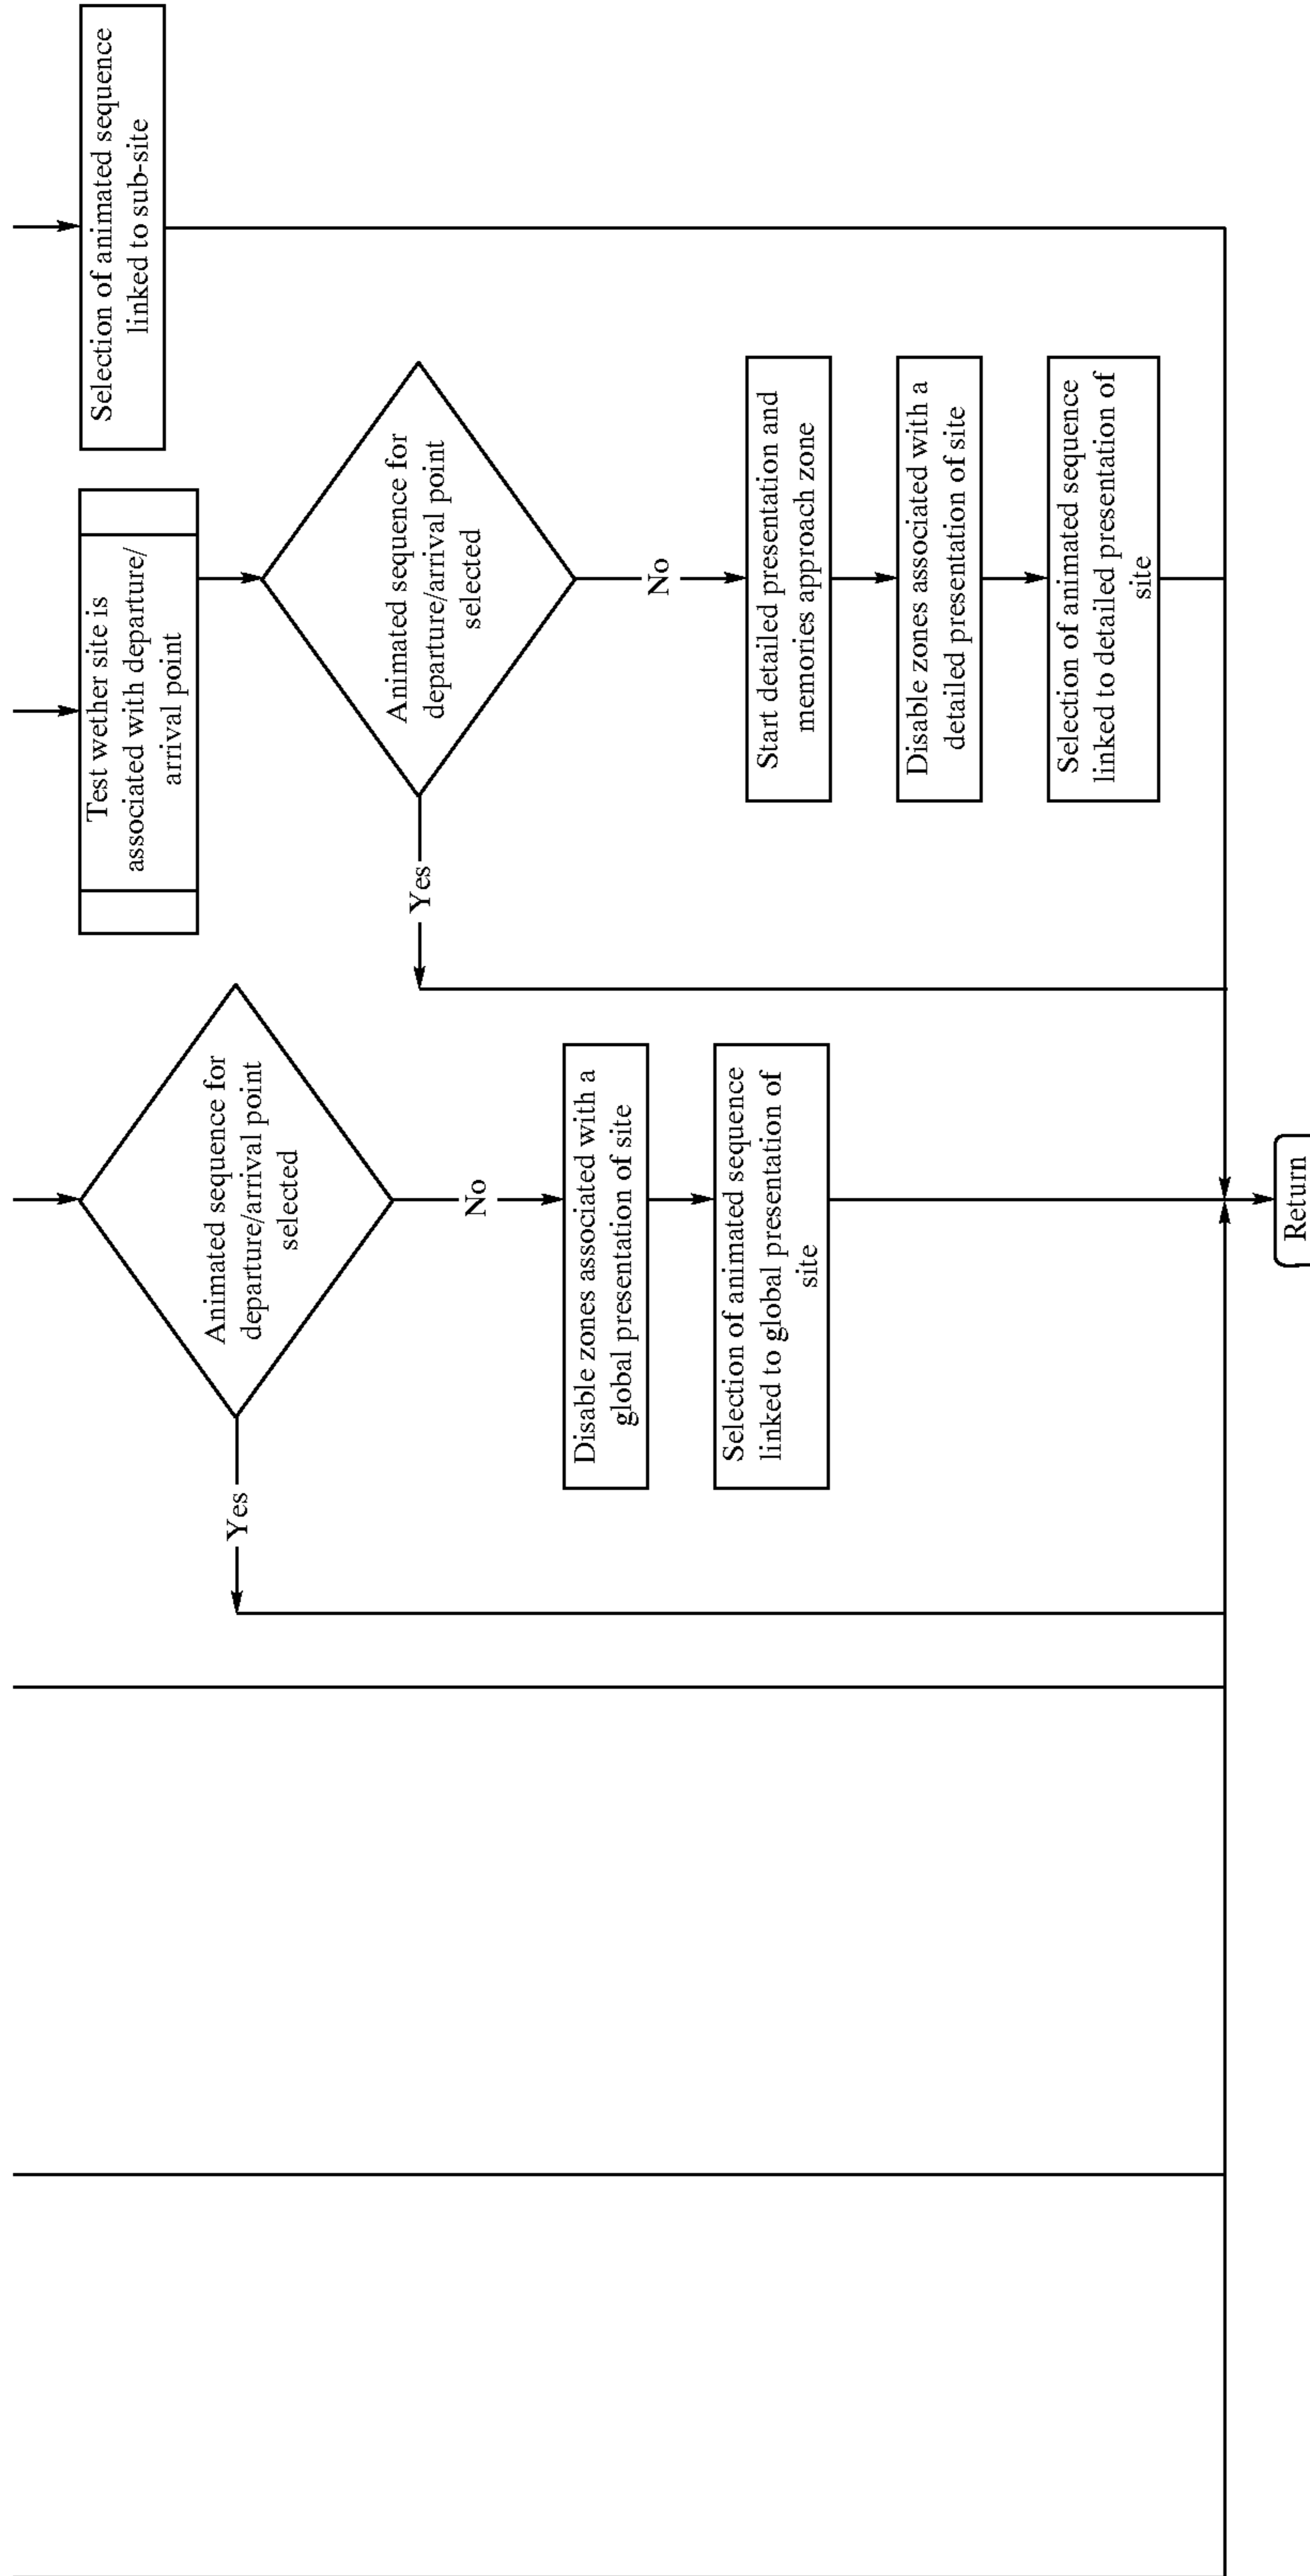 Animated sequence for
departure/arrival point
selected
Yes
No
Disable zones associated with a
global presentation of site
Selection of animated sequence
linked to global presentation of
site
Test wether site is
associated with departure/
arrival point
Animated sequence for
departure/arrival point
selected
Yes
No
Start detailed presentation and
memories approach zone
Disable zones associated with a
detailed presentation of site
Selection of animated sequence
linked to detailed presentation of
site
Selection of animated sequence
linked to sub-site
Return